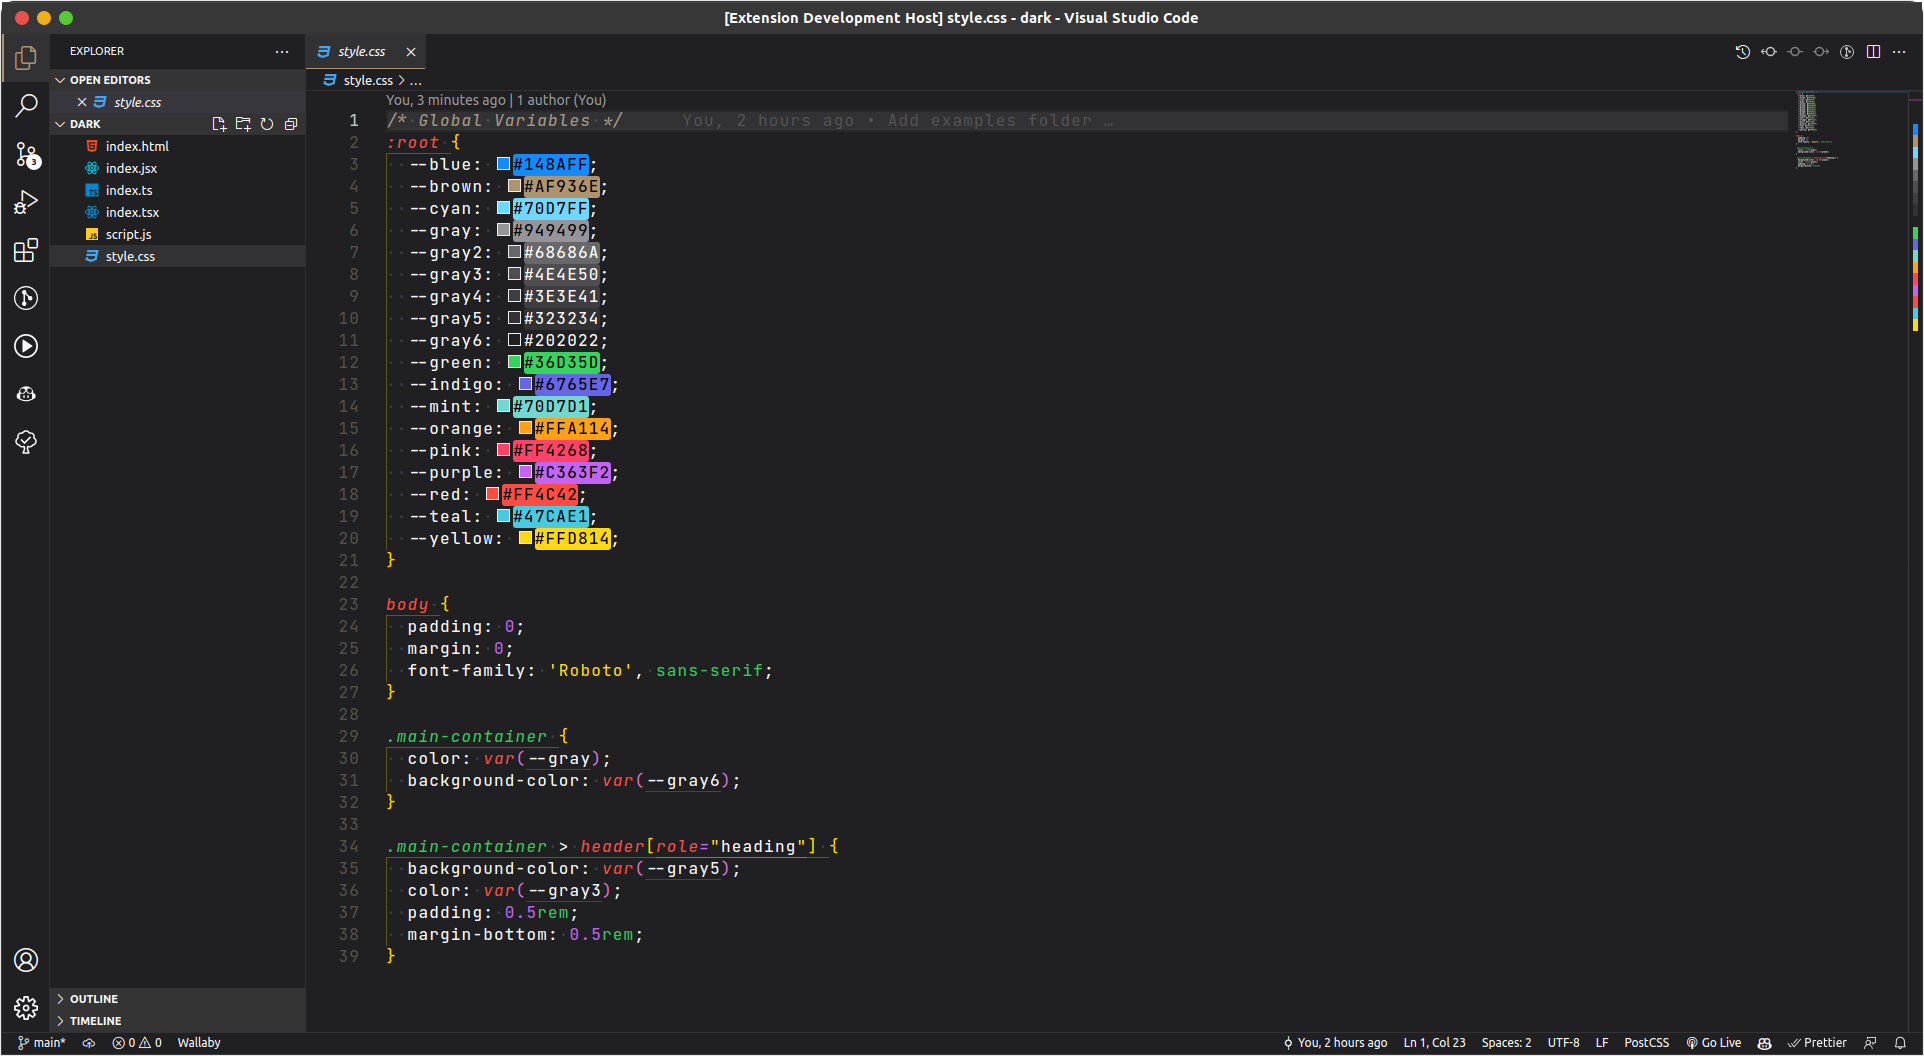 [Extension Development Host] style.css - dark - Visual Studio Code
EXPLORER
OPEN EDITORS
style.css
DARK
index.html
index.jsx
TS index.ts
index.tsx
JS script.js
style.css
OUTLINE
TIMELINE
3
style.css
style.css > ...
You, 3 minutes ago | 1 author (You)
1 /* Global Variables */ You, 2 hours ago • Add examples folder …
2 :root {
3 --blue: #148AFF;
4 --brown: #AF936E;
5 --cyan: #70D7FF;
6 --gray: #949499;
7 --gray2: #68686A;
8 --gray3: #4E4E50;
9 --gray4: #3E3E41;
10 --gray5: #323234;
11 --gray6: #202022;
12 --green: #36D35D;
13 --indigo: #6765E7;
14 --mint: #70D7D1;
15 --orange: #FFA114;
16 --pink: #FF4268;
17 --purple: #C363F2;
18 --red: #FF4C42;
19 --teal: #47CAE1;
20 --yellow: #FFD814;
21 }
22
23 body {
24 padding: 0;
25 margin: 0;
26 font-family: 'Roboto', sans-serif;
27 }
28
29 .main-container {
30 color: var(--gray);
31 background-color: var(--gray6);
32 }
33
34 .main-container > header[role="heading"] {
35 background-color: var(--gray5);
36 color: var(--gray3);
37 padding: 0.5rem;
38 margin-bottom: 0.5rem;
39 }
main* 0 0 Wallaby You, 2 hours ago Ln 1, Col 23 Spaces: 2 UTF-8 LF PostCSS Go Live Prettier